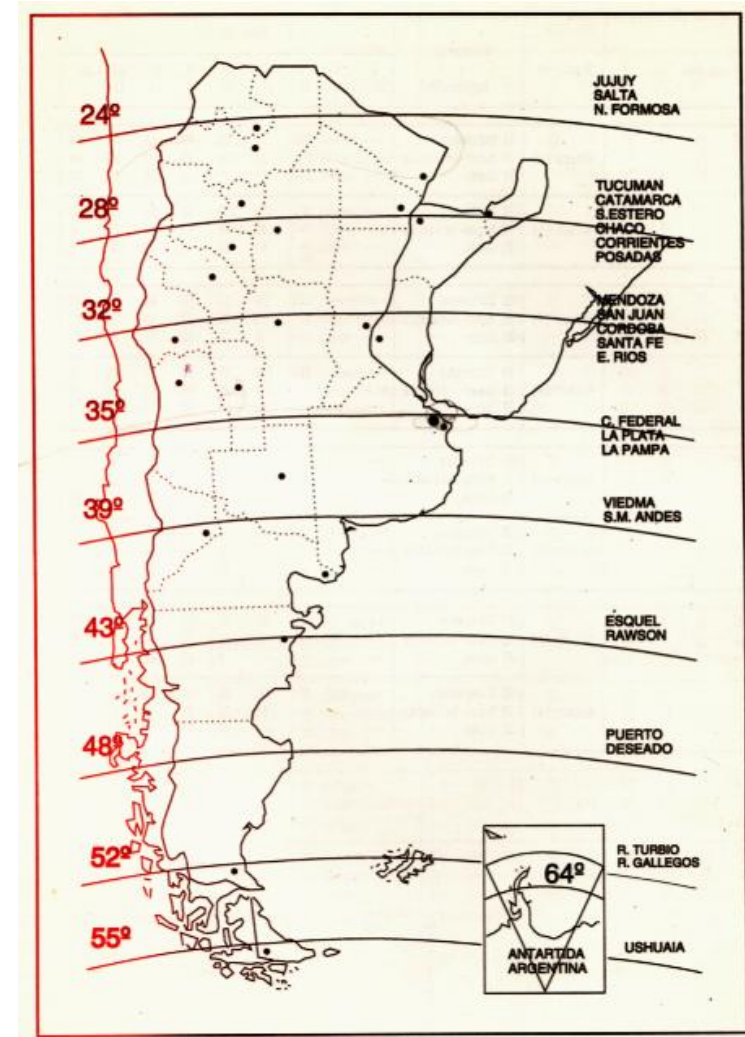 24º
JUJUY
SALTA
N. FORMOSA
28º
TUCUMAN
CATAMARCA
S.ESTERO
CHACO
CORRIENTES
POSADAS
32º
MENDOZA
SAN JUAN
CORDOBA
SANTA FE
E. RIOS
35º
C. FEDERAL
LA PLATA
LA PAMPA
39º
VIEDMA
S.M. ANDES
43º
ESQUEL
RAWSON
48º
PUERTO
DESEADO
52º
R. TURBIO
R. GALLEGOS
64º
ANTARTIDA
ARGENTINA
55º
USHUAIA